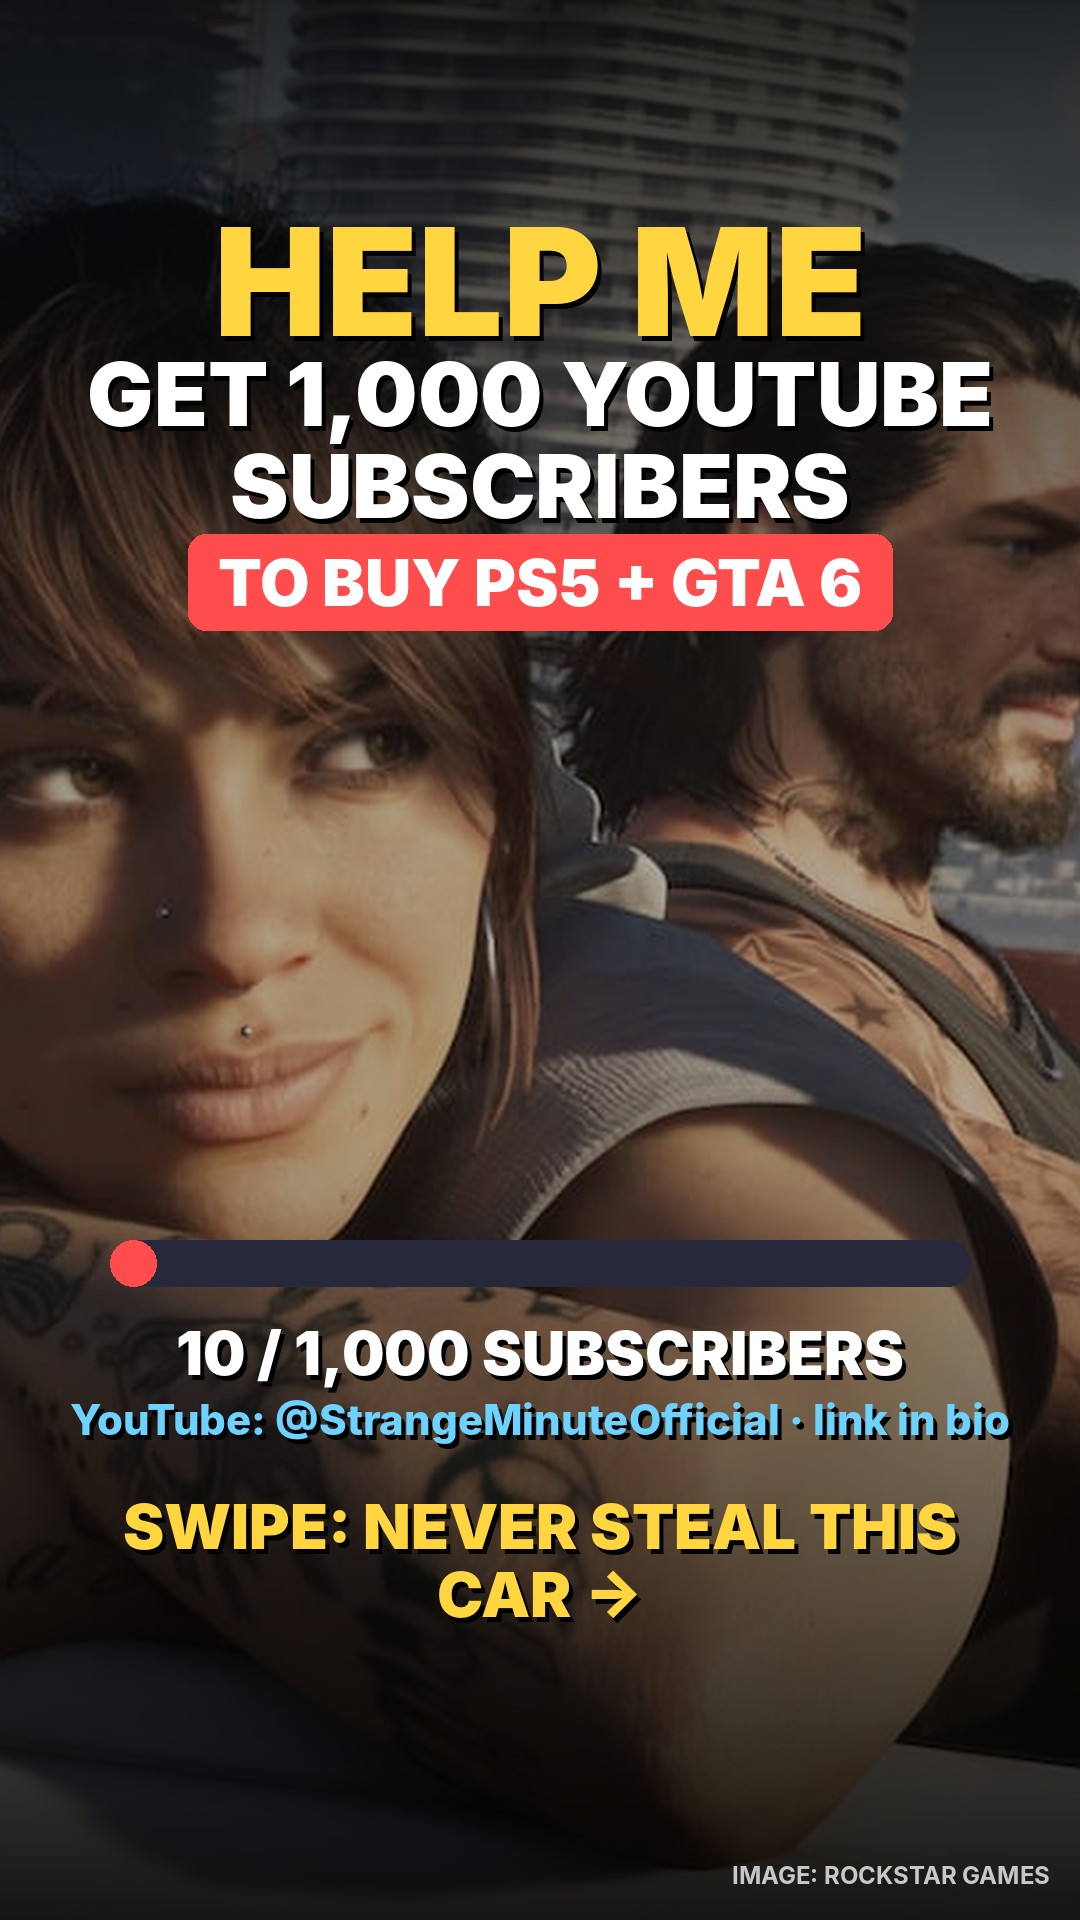 HELP ME
GET 1,000 YOUTUBE
SUBSCRIBERS
TO BUY PS5 + GTA 6
10 / 1,000 SUBSCRIBERS
YouTube: @StrangeMinuteOfficial · link in bio
SWIPE: NEVER STEAL THIS
CAR →
IMAGE: ROCKSTAR GAMES